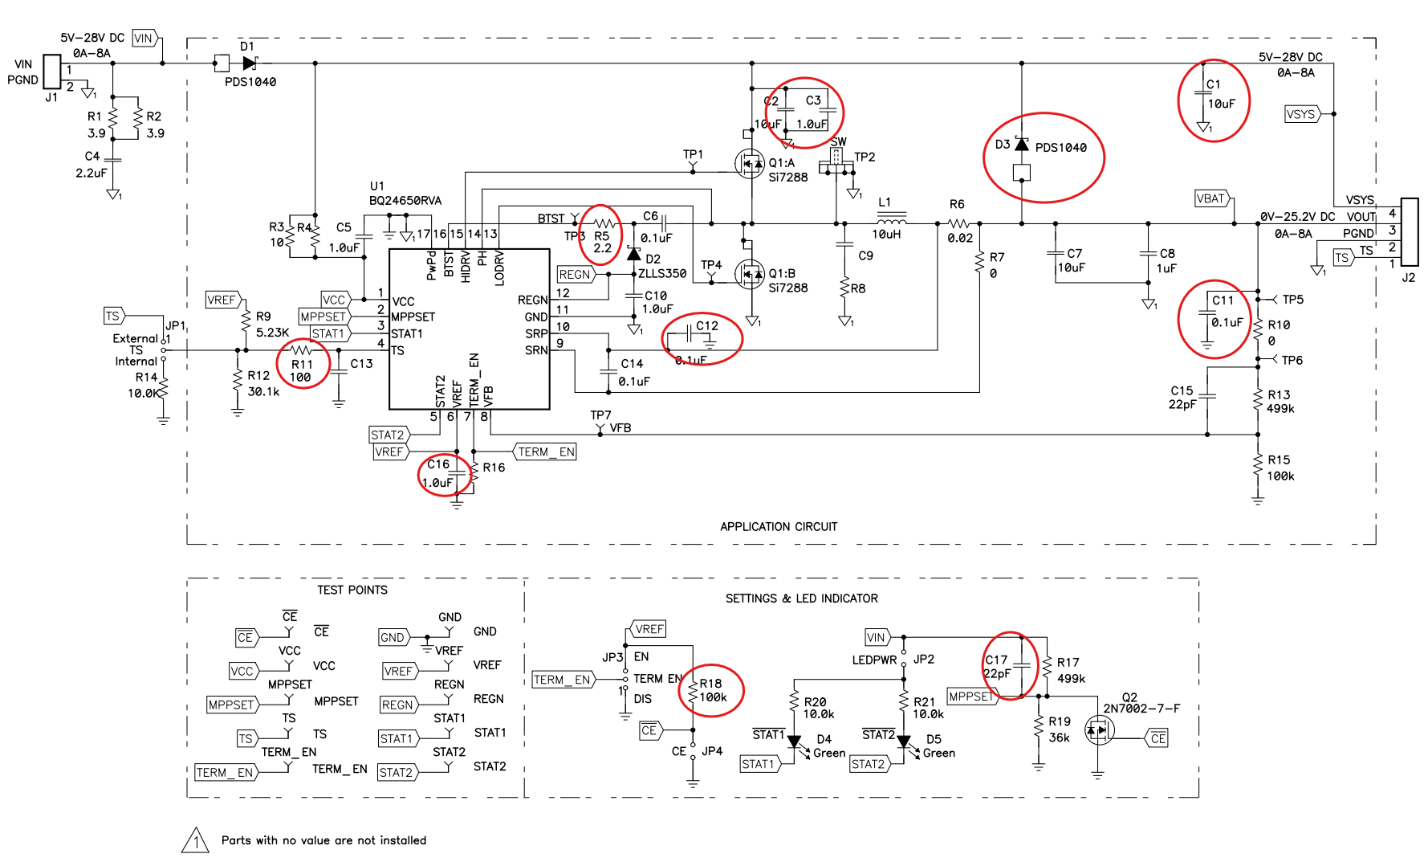 5V-28V DC
VIN
0A-8A
VIN
PGND
1
2
J1
1
D1
PDS1040
R1
3.9
R2
3.9
C4
2.2uF
1
5V-28V DC
0A-8A
C1
10uF
1
VSYS
C2
10uF
C3
1.0uF
1
D3
PDS1040
SW
TP2
1
TP1
Q1:A
Si7288
U1
BQ24650RVA
R3
10
R4
C5
1.0uF
1
BTST
TP3
R5
2.2
C6
0.1uF
L1
10uH
R6
0.02
VBAT
0V-25.2V DC
0A-8A
VSYS
VOUT
PGND
TS
4
3
2
1
J2
TS
1
17
16
15
14
13
PwPd
BTST
HIDRV
PH
LODRV
REGN
D2
ZLLS350
C10
1.0uF
1
TP4
Q1:B
Si7288
1
C9
R8
1
R7
0
C7
10uF
C8
1uF
1
VCC
MPPSET
STAT1
1
2
3
4
VCC
MPPSET
STAT1
TS
REGN
GND
SRP
SRN
12
11
10
9
VREF
R9
5.23K
TS
JP1
External
1
TS
Internal
R14
10.0K
R12
30.1k
R11
100
C13
C12
0.1uF
C14
0.1uF
C11
0.1uF
TP5
R10
0
TP6
C15
22pF
R13
499k
R15
100k
STAT2
VREF
TERM_EN
VFB
5
6
7
8
STAT2
VREF
TERM_EN
C16
1.0uF
R16
TP7
VFB
APPLICATION CIRCUIT
TEST POINTS
CE
CE
CE
VCC
VCC
VCC
MPPSET
MPPSET
MPPSET
TS
TS
TS
TERM_EN
TERM_EN
TERM_EN
GND
GND
GND
VREF
VREF
VREF
REGN
REGN
REGN
STAT1
STAT1
STAT1
STAT2
STAT2
STAT2
SETTINGS & LED INDICATOR
VREF
JP3
EN
TERM_EN
TERM EN
1
DIS
R18
100k
CE
CE
JP4
VIN
LEDPWR
JP2
R20
10.0k
R21
10.0k
STAT1
D4
Green
STAT2
D5
Green
STAT1
STAT2
C17
22pF
R17
499k
MPPSET
R19
36k
Q2
2N7002-7-F
CE
1
Parts with no value are not installed